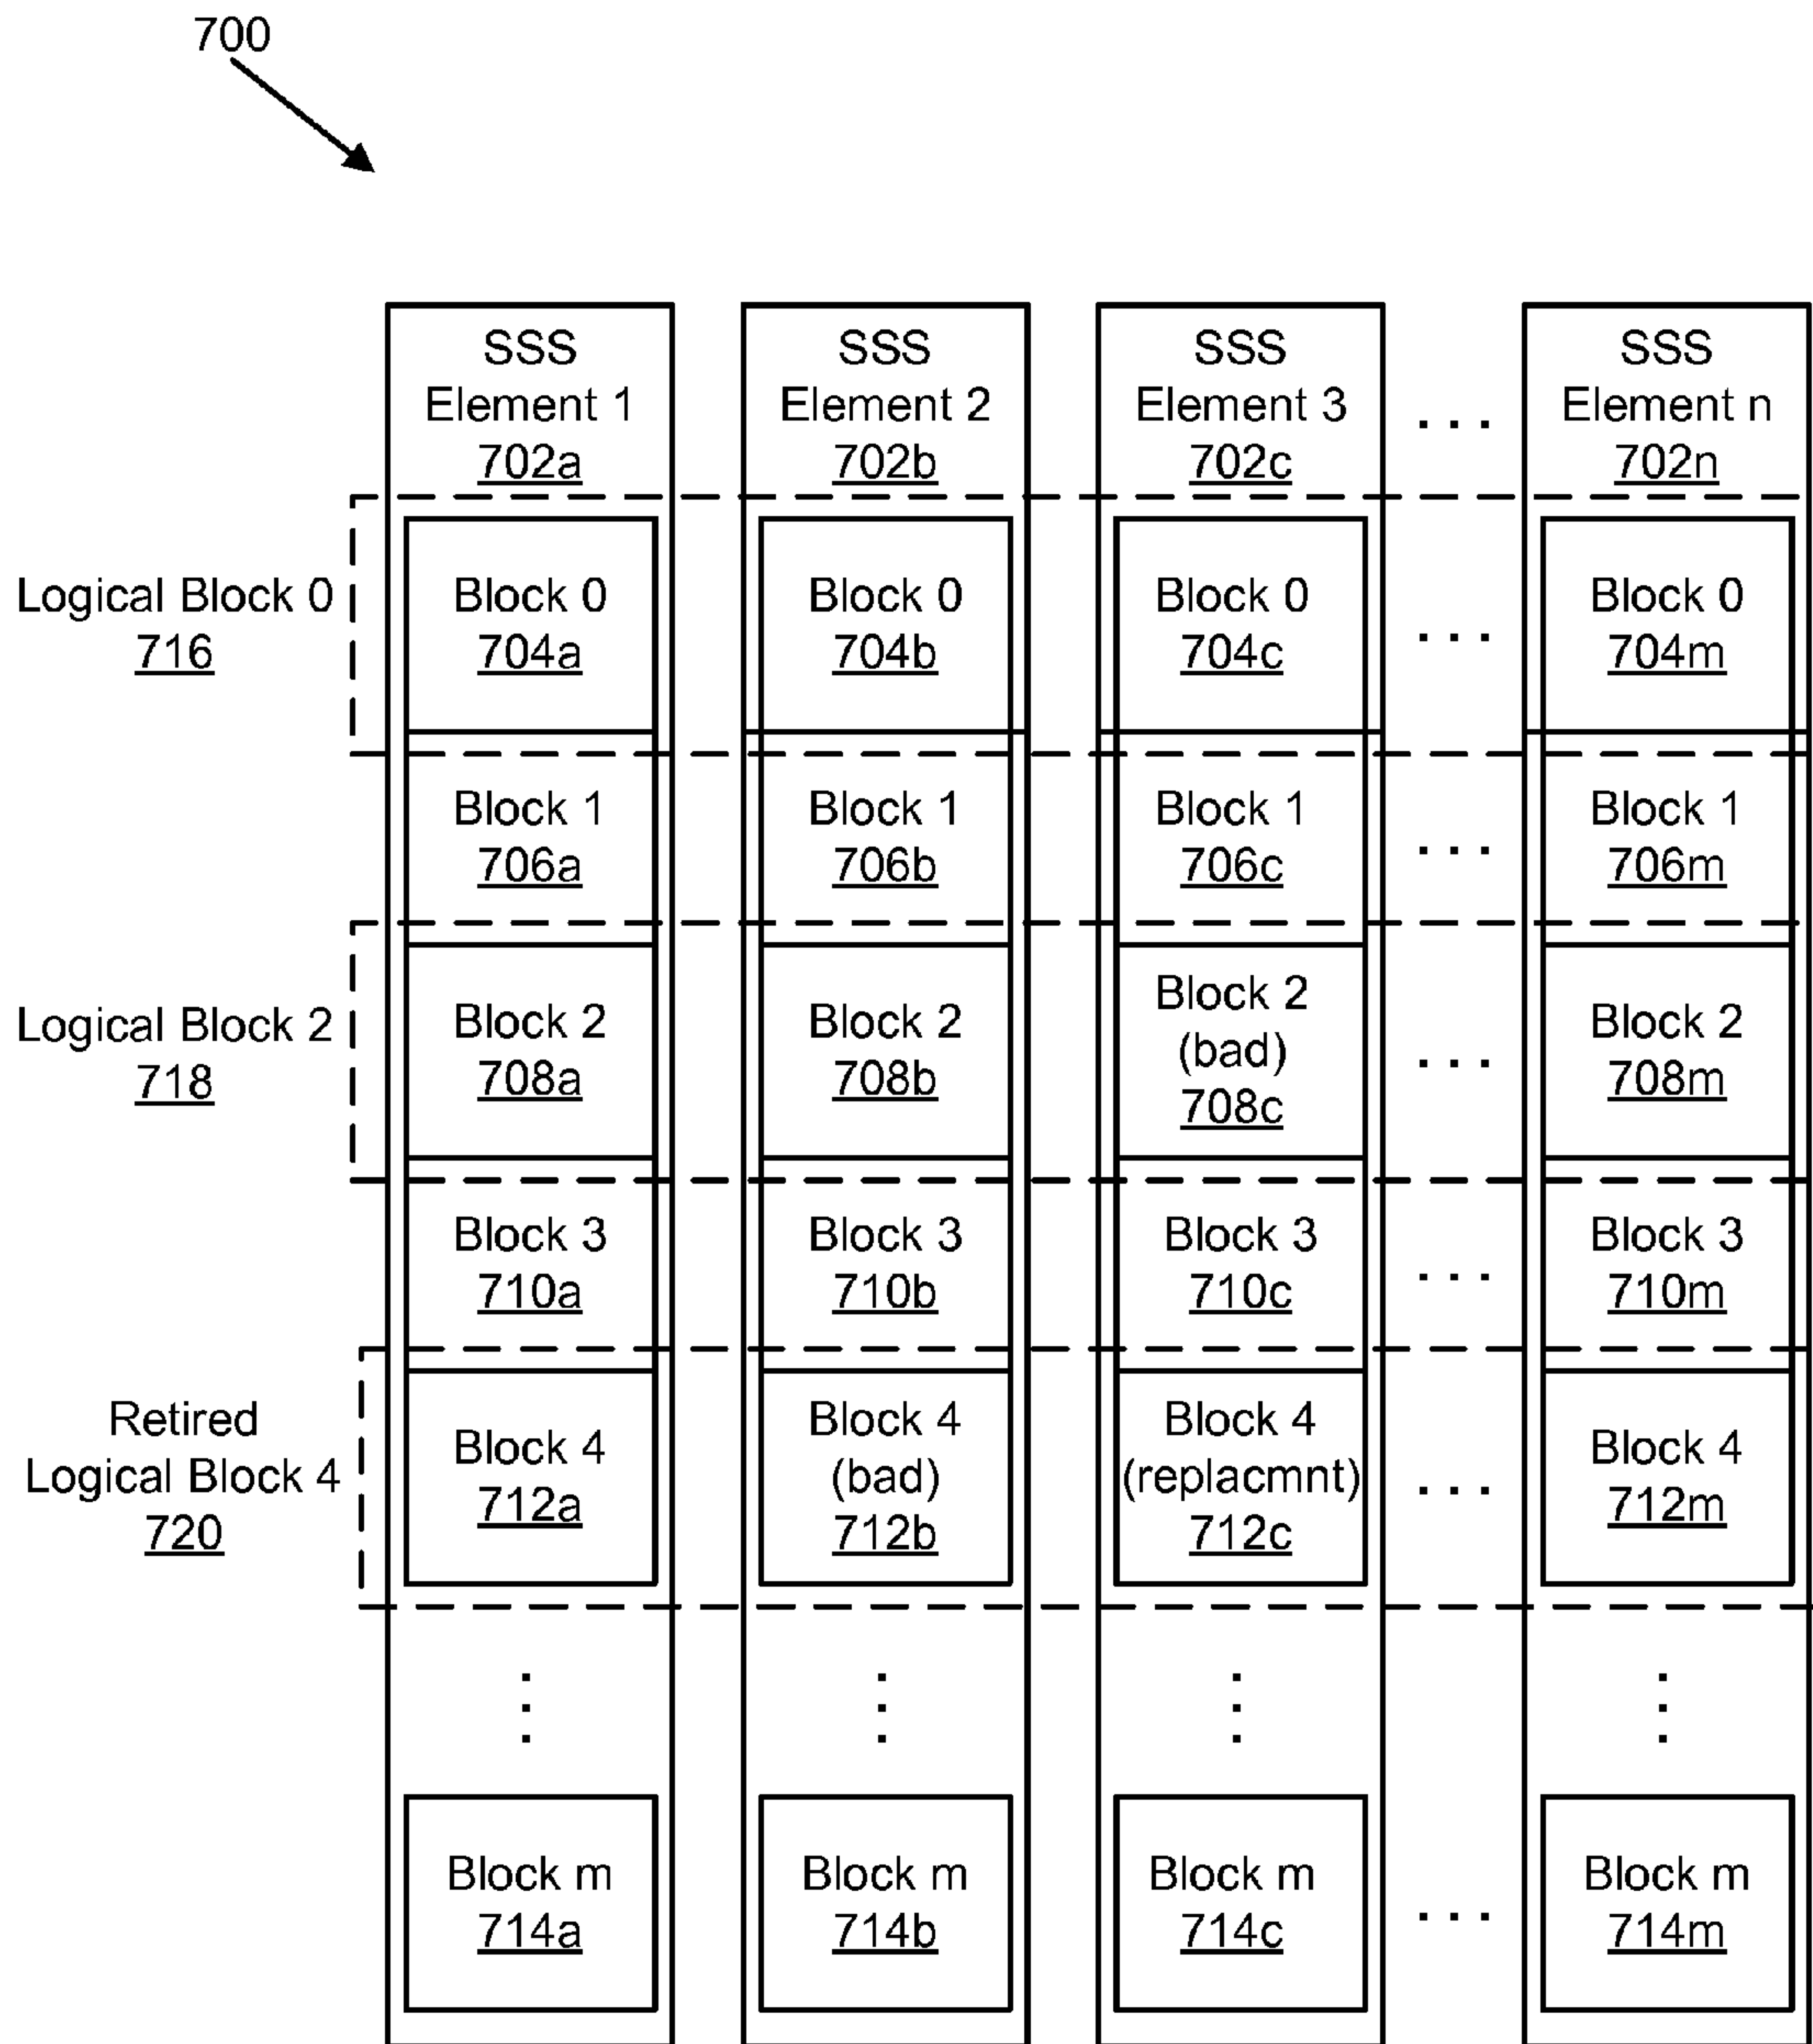 700
SSS
Element 1
702a
SSS
Element 2
702b
SSS
Element 3
702c
. . .
SSS
Element n
702n
Logical Block 0
716
Block 0
704a
Block 0
704b
Block 0
704c
. . .
Block 0
704m
Block 1
706a
Block 1
706b
Block 1
706c
. . .
Block 1
706m
Logical Block 2
718
Block 2
708a
Block 2
708b
Block 2
(bad)
708c
. . .
Block 2
708m
Block 3
710a
Block 3
710b
Block 3
710c
. . .
Block 3
710m
Retired
Logical Block 4
720
Block 4
712a
Block 4
(bad)
712b
Block 4
(replacmnt)
712c
. . .
Block 4
712m
Block m
714a
Block m
714b
Block m
714c
. . .
Block m
714m